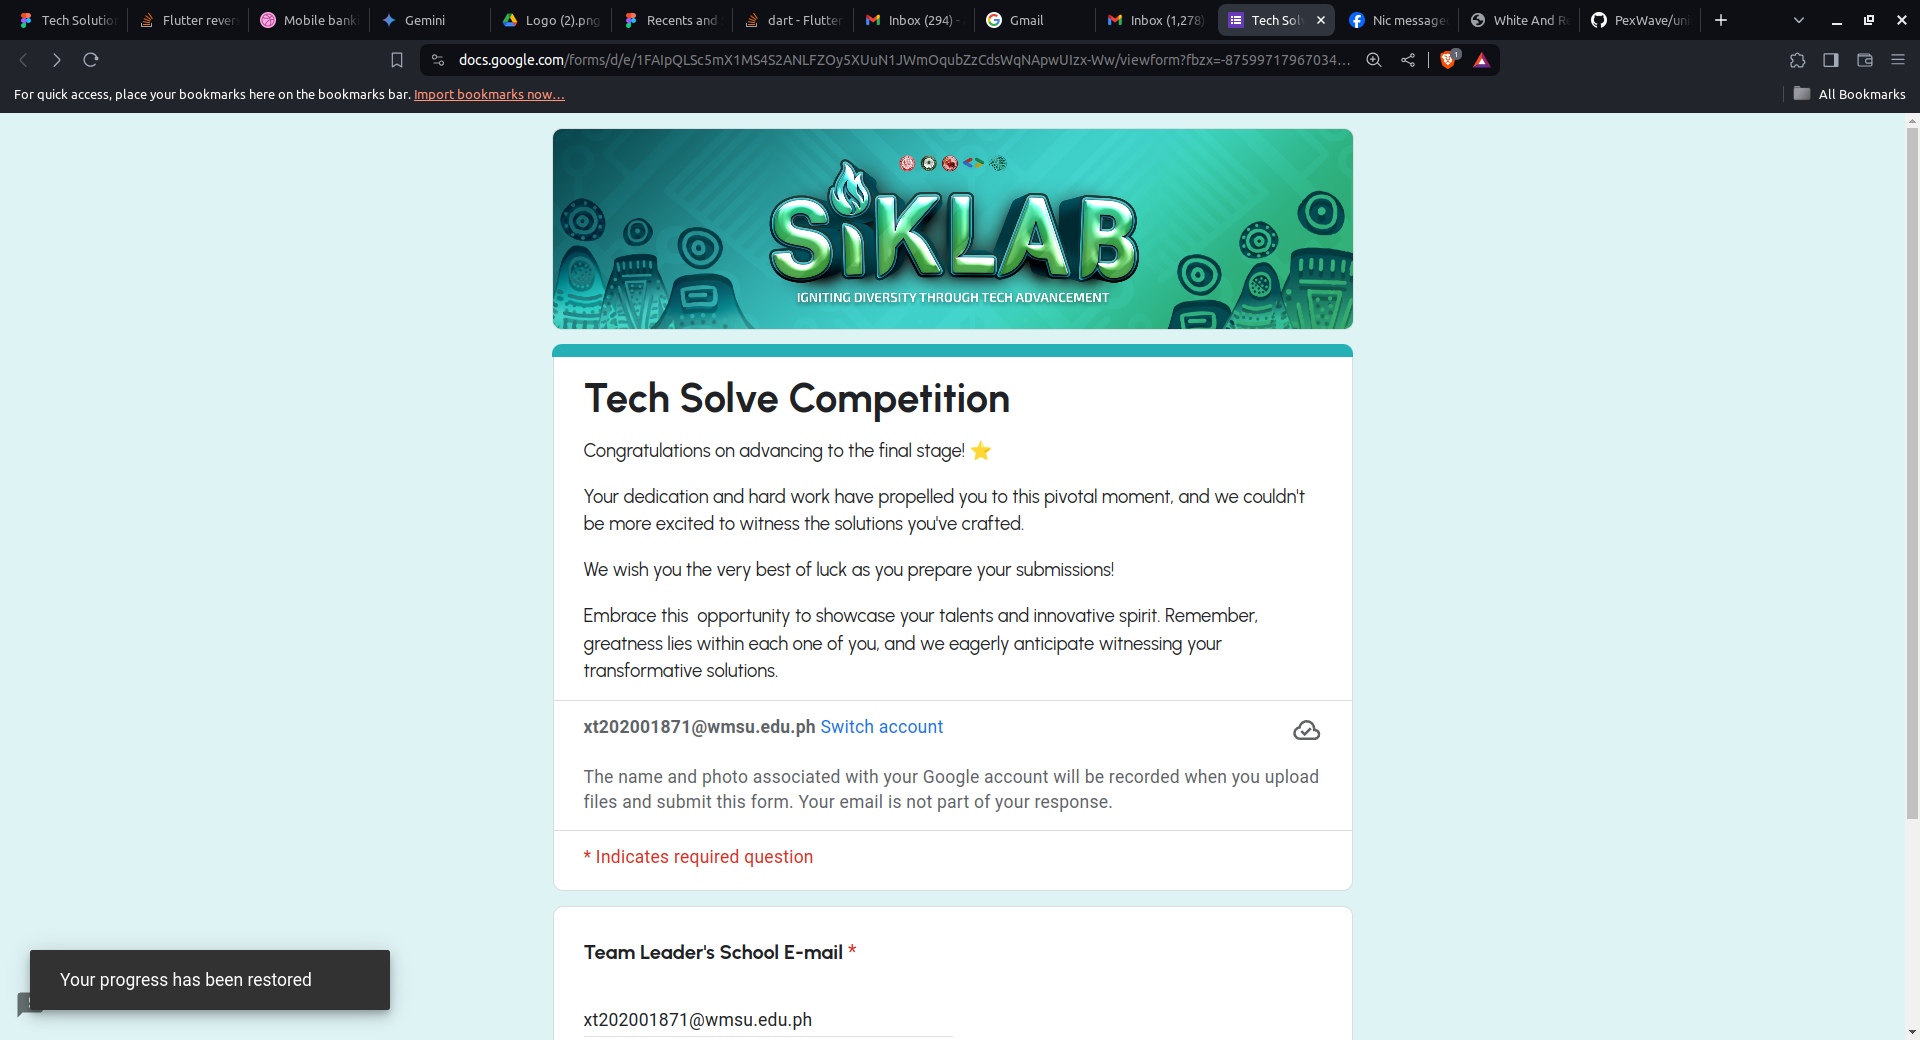 Tech Solutio
Flutter rever
Mobile bank
Gemini
Logo (2).png
Recents and
dart - Flutter
Inbox (294) -
Gmail
Inbox (1,278)
Tech Sol
Nic message
White And Re
PexWave/uni
docs.google.com/forms/d/e/1FAIpQLSc5mX1MS4S2ANLFZOy5XUuN1JWmOqubZzCdsWqNApwUIzx-Ww/viewform?fbzx=-87599717967034...
1
For quick access, place your bookmarks here on the bookmarks bar. Import bookmarks now...
All Bookmarks
SIKLAB
IGNITING DIVERSITY THROUGH TECH ADVANCEMENT
Tech Solve Competition
Congratulations on advancing to the final stage! ⭐
Your dedication and hard work have propelled you to this pivotal moment, and we couldn't
be more excited to witness the solutions you've crafted.
We wish you the very best of luck as you prepare your submissions!
Embrace this  opportunity to showcase your talents and innovative spirit. Remember,
greatness lies within each one of you, and we eagerly anticipate witnessing your
transformative solutions.
xt202001871@wmsu.edu.ph Switch account
The name and photo associated with your Google account will be recorded when you upload
files and submit this form. Your email is not part of your response.
* Indicates required question
Team Leader's School E-mail *
Your progress has been restored
xt202001871@wmsu.edu.ph